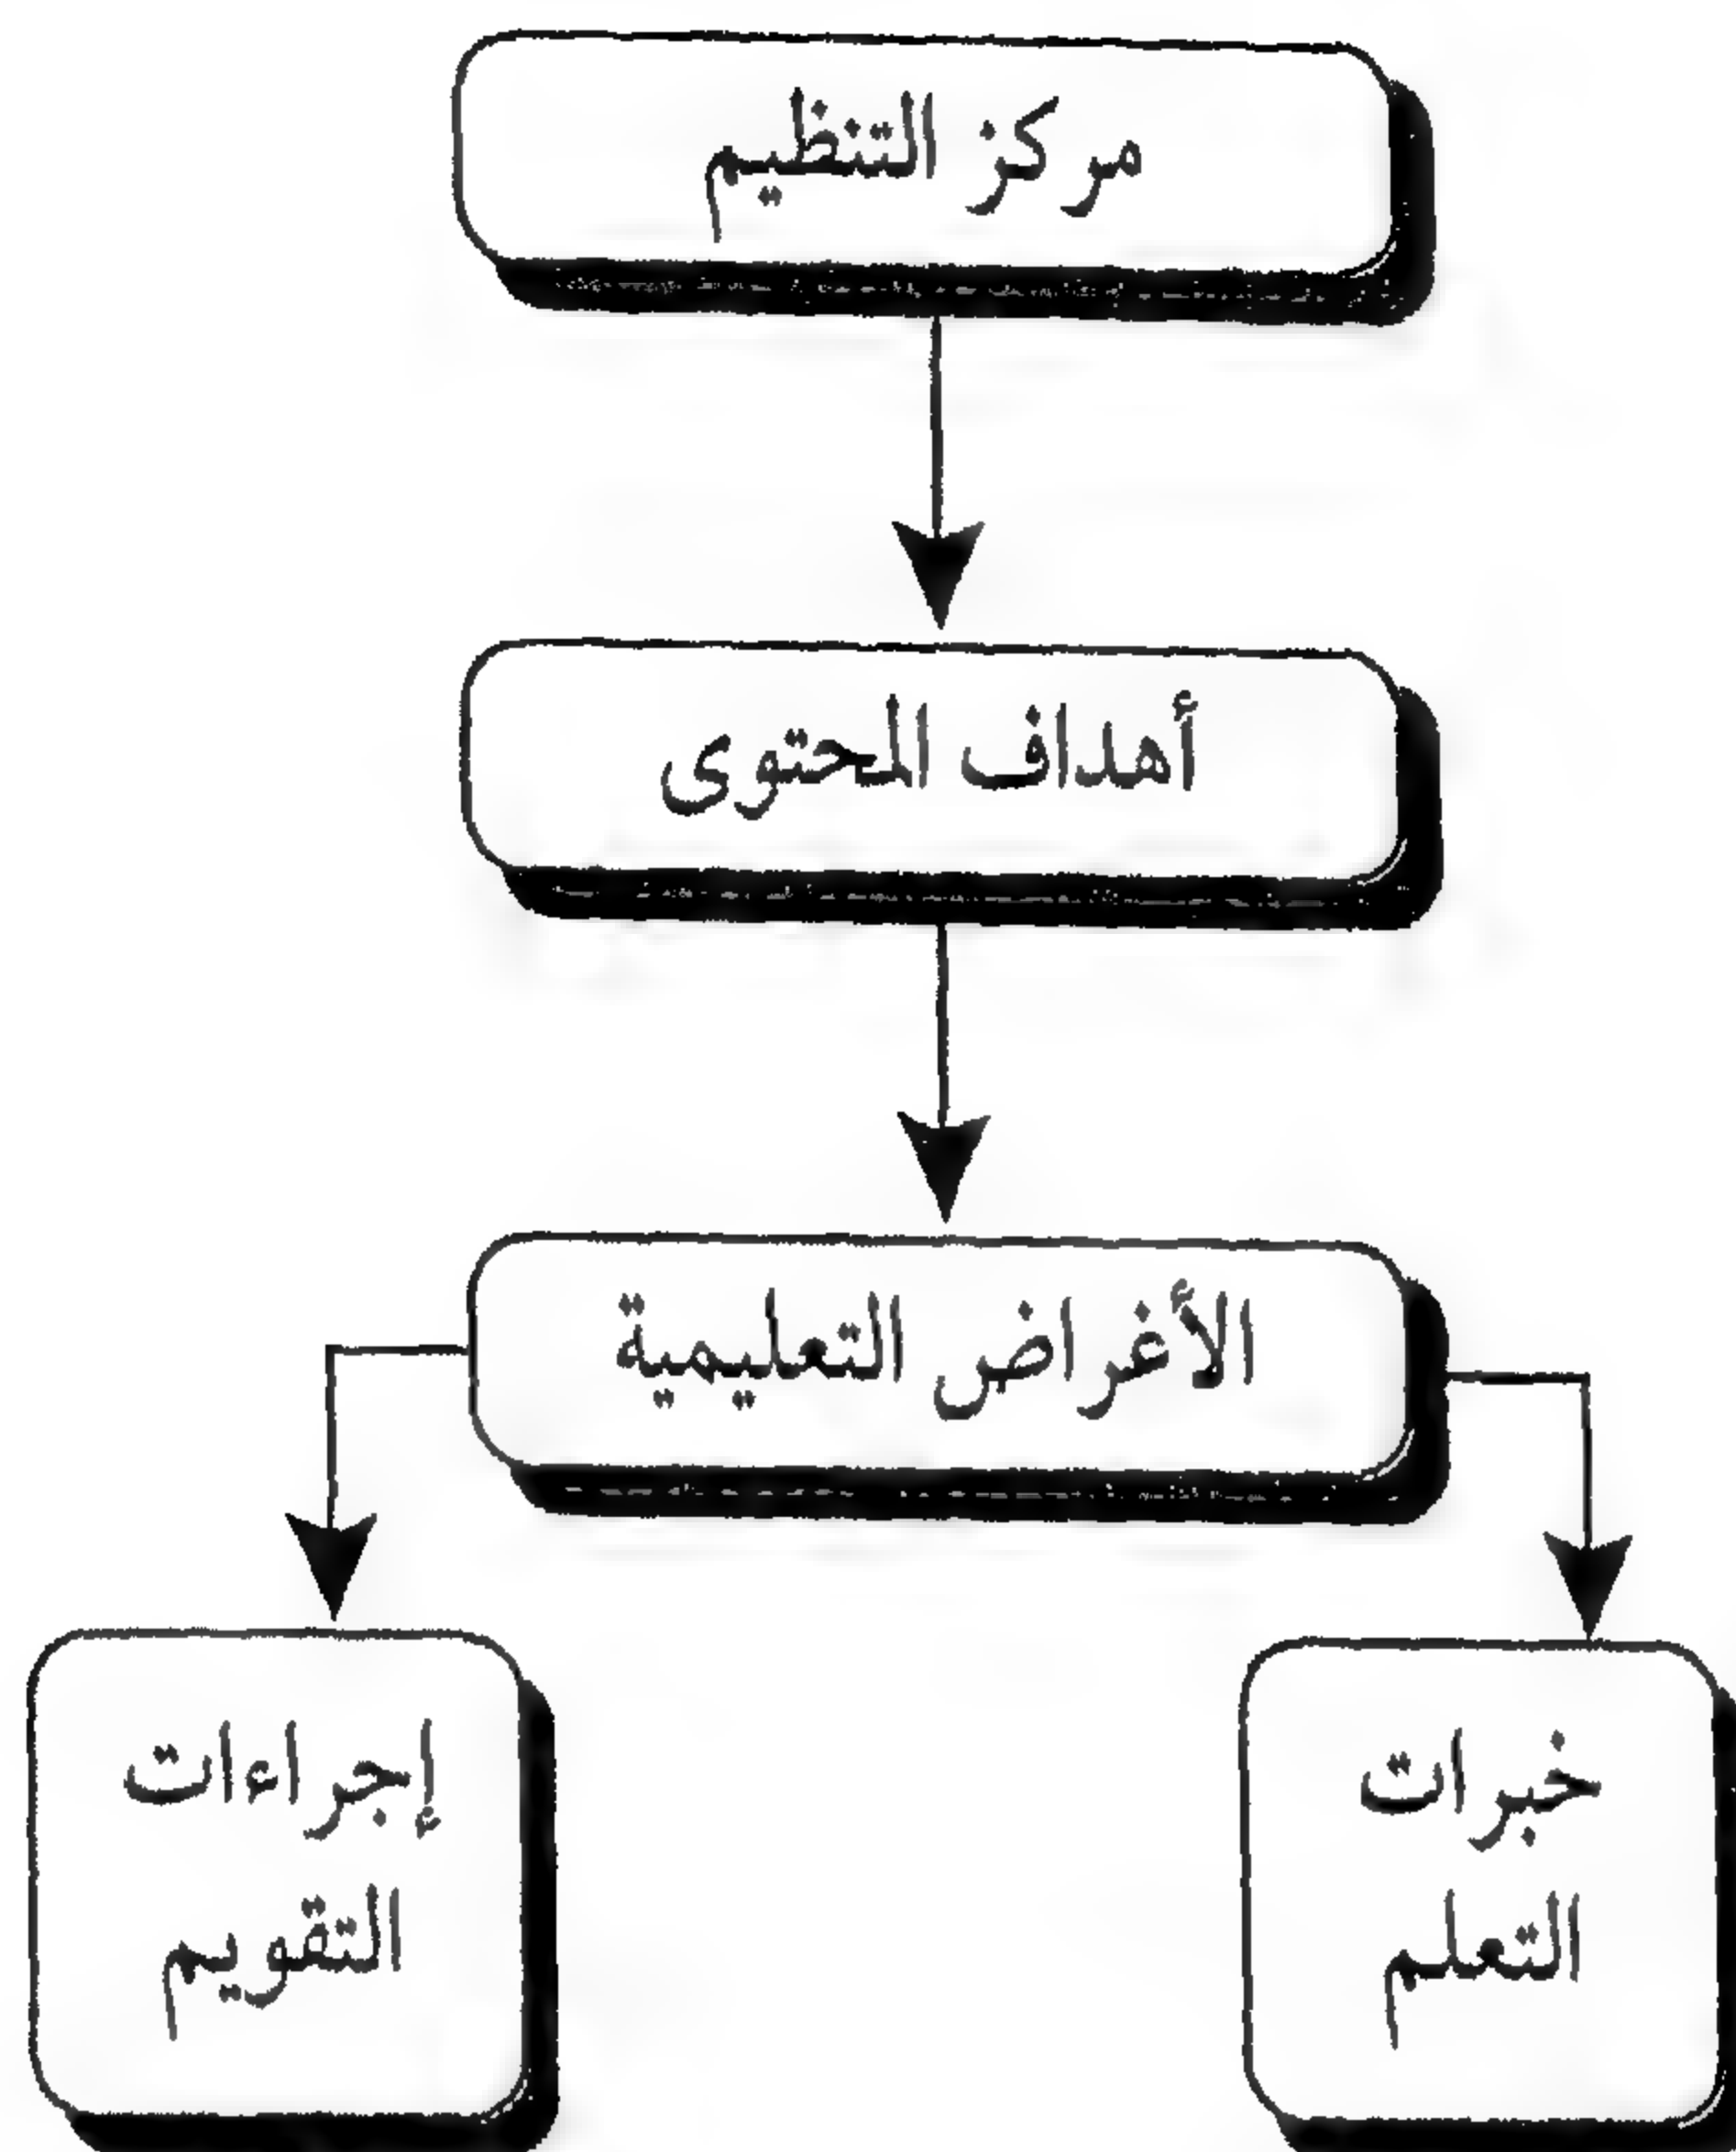 مركز التنظيم
أهداف المحتوى
الأغراض التعليمية
خبرات
التعلم
إجراءات
التقويم